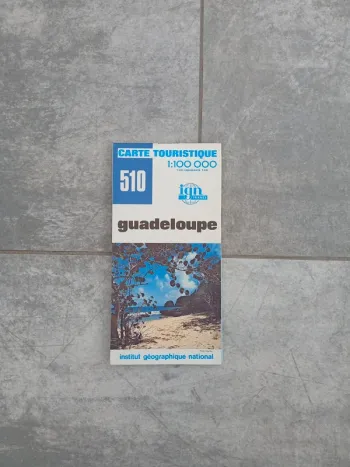 CARTE TOURISTIQUE
1:100 000
510
ign
guadeloupe
institut géographique national